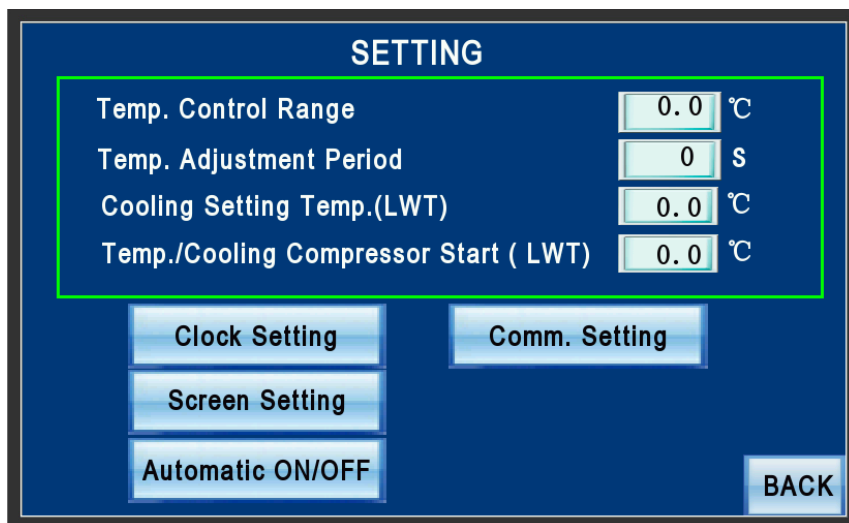 SETTING
Temp. Control Range 0.0 ℃
Temp. Adjustment Period 0 S
Cooling Setting Temp.(LWT) 0.0 ℃
Temp./Cooling Compressor Start ( LWT) 0.0 ℃
Clock Setting Comm. Setting
Screen Setting
Automatic ON/OFF
BACK